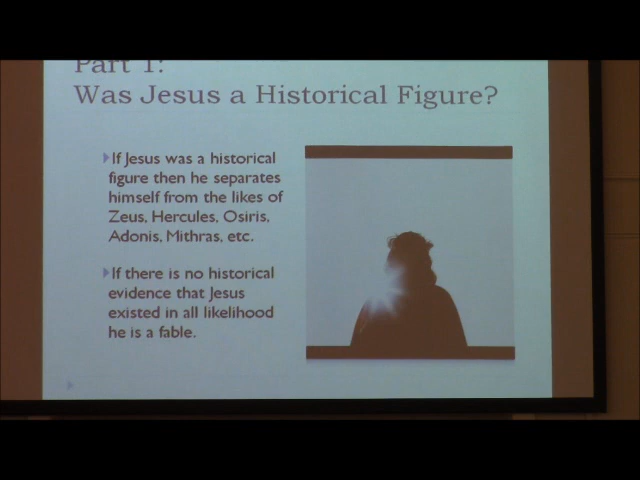 Part 1:
Was Jesus a Historical Figure?
If Jesus was a historical
figure then he separates
himself from the likes of
Zeus, Hercules, Osiris,
Adonis, Mithras, etc.
If there is no historical
evidence that Jesus
existed in all likelihood
he is a fable.